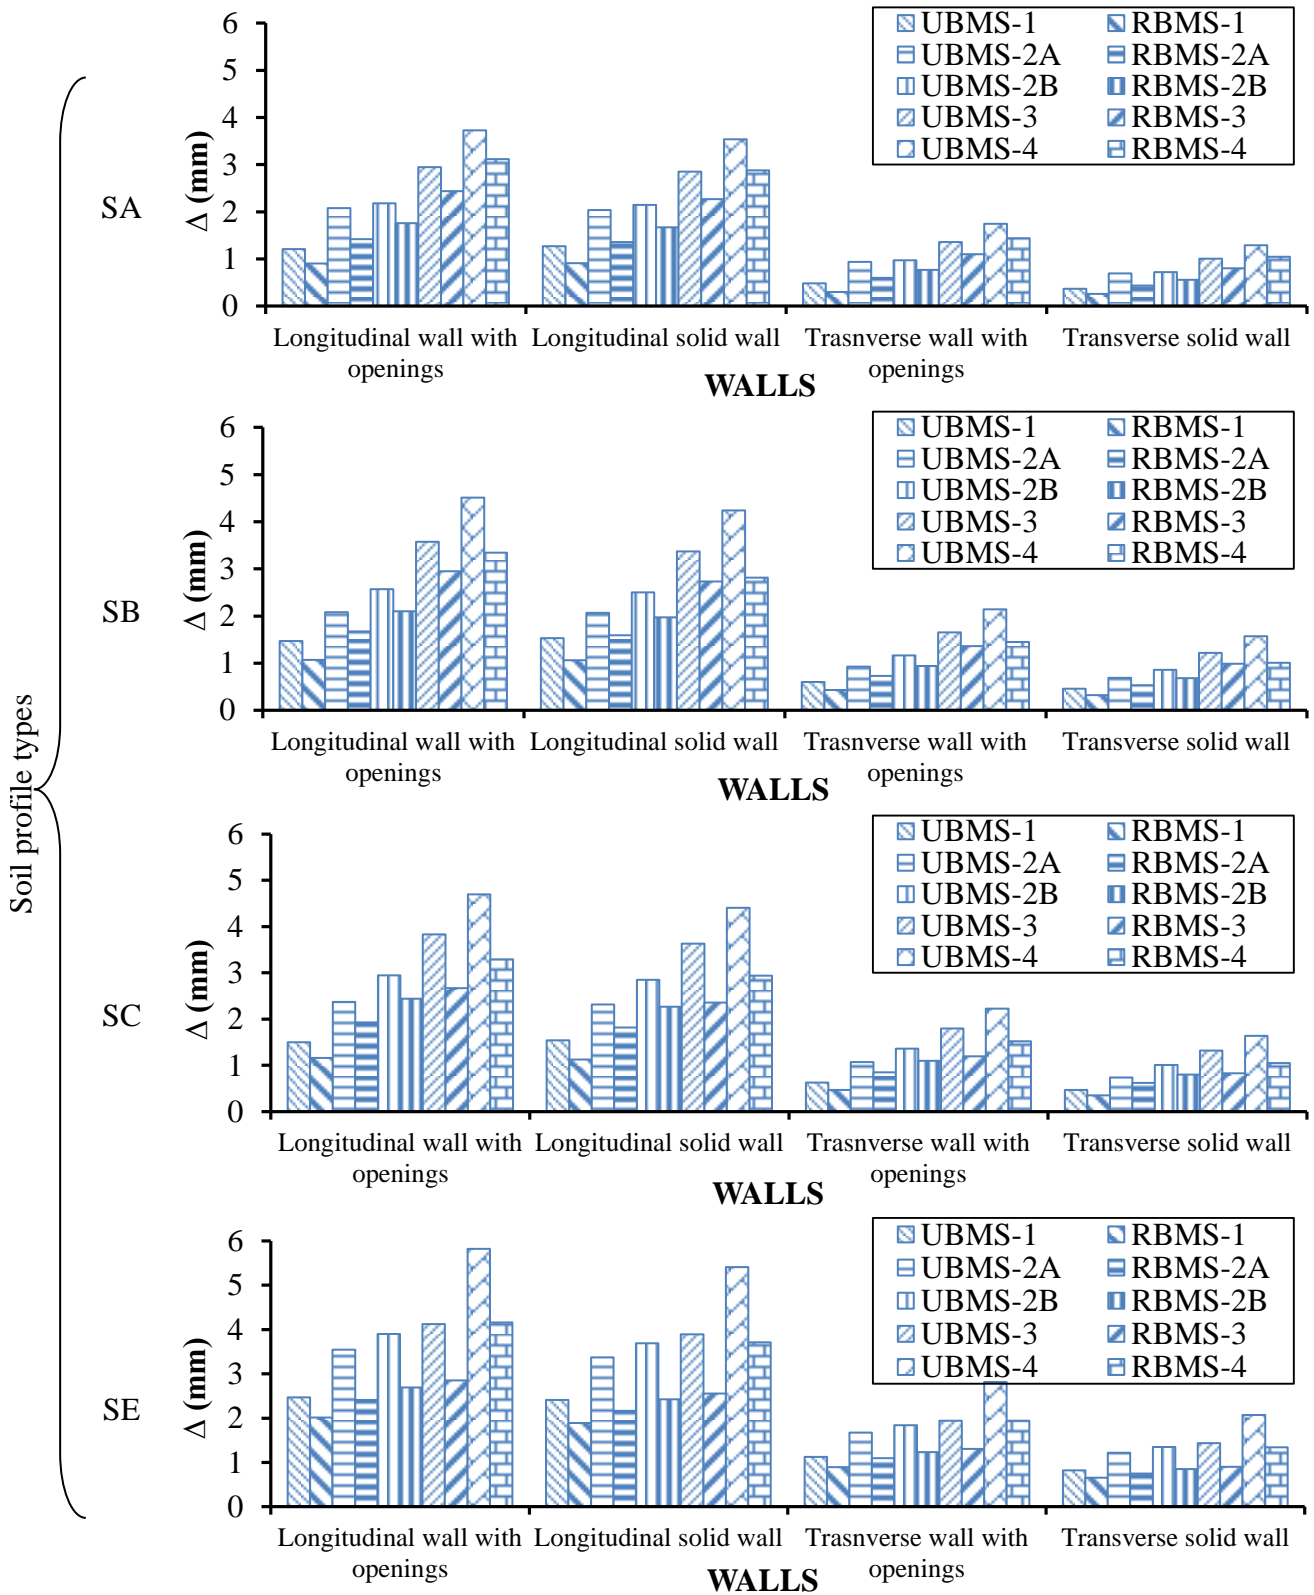 Soil profile types
SA
Δ (mm)
6
5
4
3
2
1
0
UBMS-1 RBMS-1
UBMS-2A RBMS-2A
UBMS-2B RBMS-2B
UBMS-3 RBMS-3
UBMS-4 RBMS-4
Longitudinal wall with openings
Longitudinal solid wall
Trasnverse wall with openings
Transverse solid wall
WALLS
SB
Δ (mm)
6
5
4
3
2
1
0
UBMS-1 RBMS-1
UBMS-2A RBMS-2A
UBMS-2B RBMS-2B
UBMS-3 RBMS-3
UBMS-4 RBMS-4
Longitudinal wall with openings
Longitudinal solid wall
Trasnverse wall with openings
Transverse solid wall
WALLS
SC
Δ (mm)
6
5
4
3
2
1
0
UBMS-1 RBMS-1
UBMS-2A RBMS-2A
UBMS-2B RBMS-2B
UBMS-3 RBMS-3
UBMS-4 RBMS-4
Longitudinal wall with openings
Longitudinal solid wall
Trasnverse wall with openings
Transverse solid wall
WALLS
SE
Δ (mm)
6
5
4
3
2
1
0
UBMS-1 RBMS-1
UBMS-2A RBMS-2A
UBMS-2B RBMS-2B
UBMS-3 RBMS-3
UBMS-4 RBMS-4
Longitudinal wall with openings
Longitudinal solid wall
Trasnverse wall with openings
Transverse solid wall
WALLS